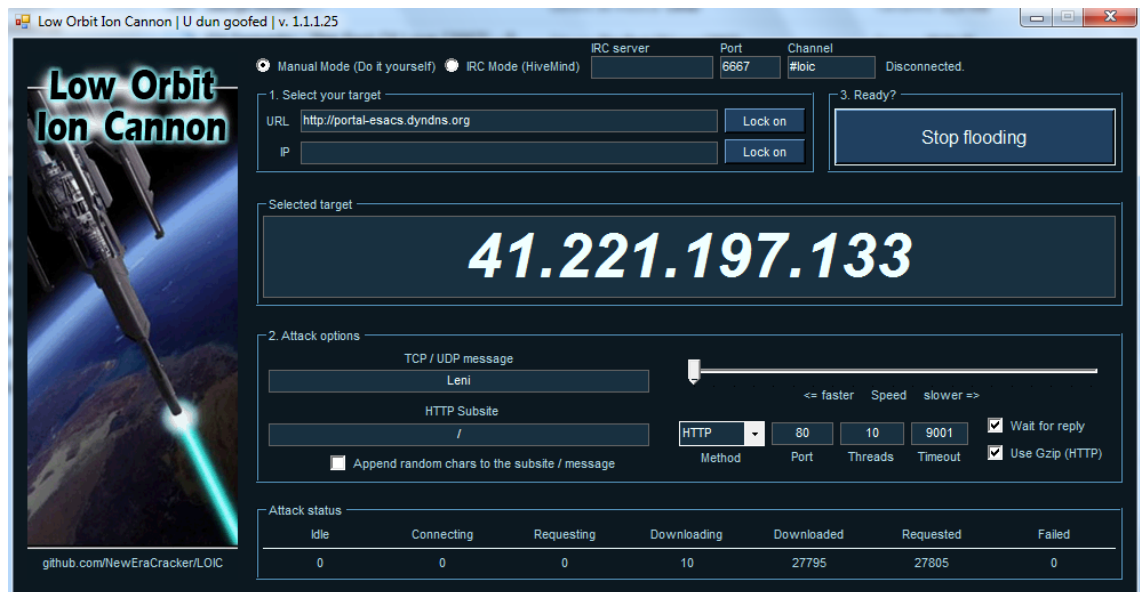 Low Orbit Ion Cannon | U dun goofed | v. 1.1.1.25
Low Orbit
Ion Cannon
IRC server Port Channel
Manual Mode (Do it yourself) IRC Mode (HiveMind) 6667 #loic Disconnected.
1. Select your target
URL http://portal-esacs.dyndns.org Lock on
IP Lock on
3. Ready?
Stop flooding
Selected target
41.221.197.133
2. Attack options
TCP / UDP message
Leni
HTTP Subsite
/
Append random chars to the subsite / message
<= faster Speed slower =>
HTTP 80 10 9001 Wait for reply
Method Port Threads Timeout Use Gzip (HTTP)
Attack status
Idle Connecting Requesting Downloading Downloaded Requested Failed
0 0 0 10 27795 27805 0
github.com/NewEraCracker/LOIC